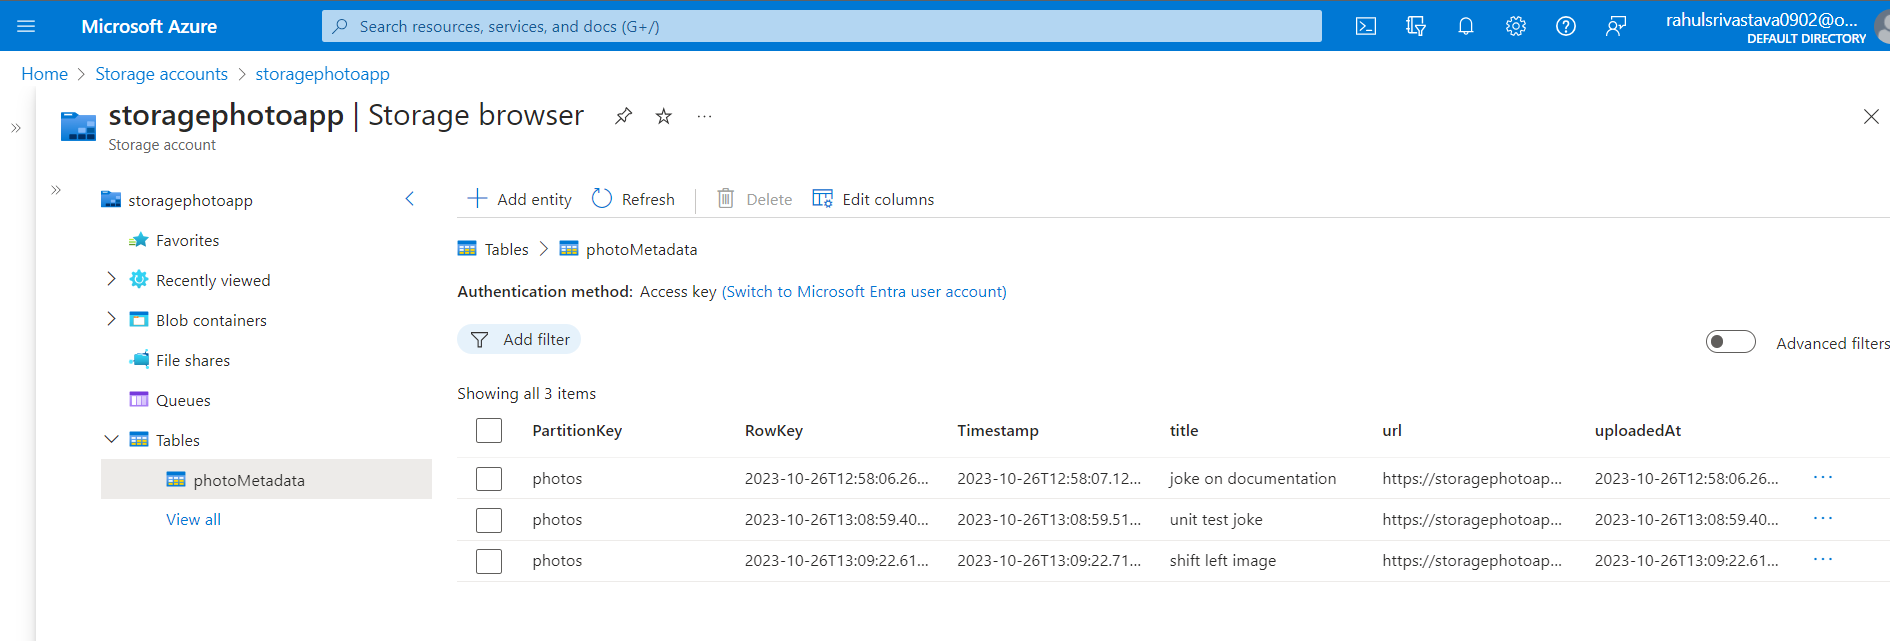 Microsoft Azure
Search resources, services, and docs (G+/)
rahulsrivastava0902@o...
DEFAULT DIRECTORY
Home > Storage accounts > storagephotoapp
storagephotoapp | Storage browser
Storage account
storagephotoapp
Favorites
Recently viewed
Blob containers
File shares
Queues
Tables
photoMetadata
View all
Add entity Refresh Delete Edit columns
Tables > photoMetadata
Authentication method: Access key (Switch to Microsoft Entra user account)
Add filter
Advanced filters
Showing all 3 items
PartitionKey RowKey Timestamp title url uploadedAt
photos 2023-10-26T12:58:06.26... 2023-10-26T12:58:07.12... joke on documentation https://storagephotoap... 2023-10-26T12:58:06.26... ...
photos 2023-10-26T13:08:59.40... 2023-10-26T13:08:59.51... unit test joke https://storagephotoap... 2023-10-26T13:08:59.40... ...
photos 2023-10-26T13:09:22.61... 2023-10-26T13:09:22.71... shift left image https://storagephotoap... 2023-10-26T13:09:22.61... ...